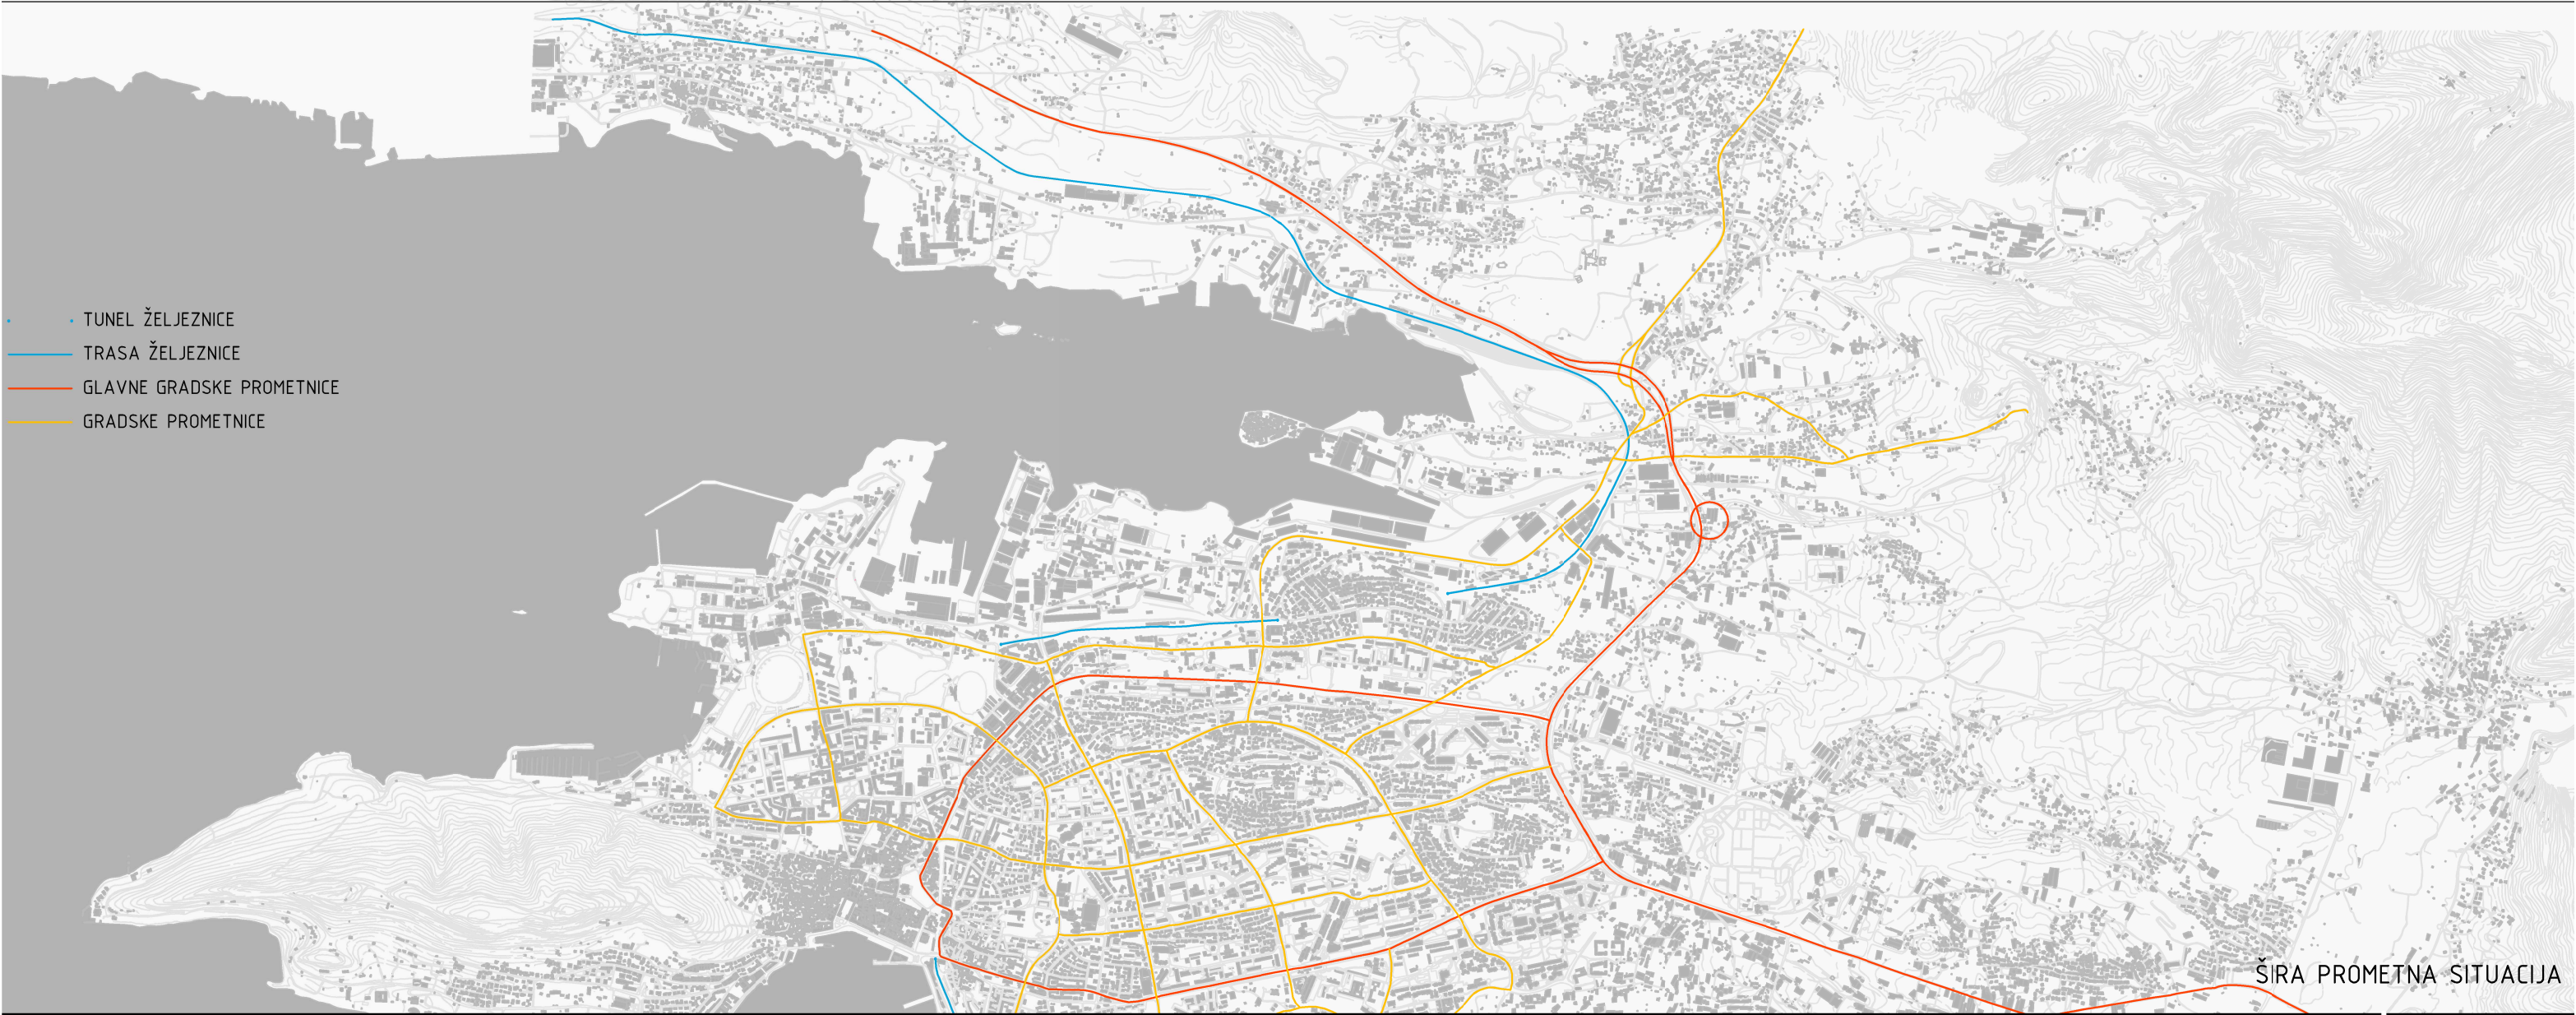 TUNEL ŽELJEZNICE
TRASA ŽELJEZNICE
GLAVNE GRADSKE PROMETNICE
GRADSKE PROMETNICE
ŠIRA PROMETNA SITUACIJA